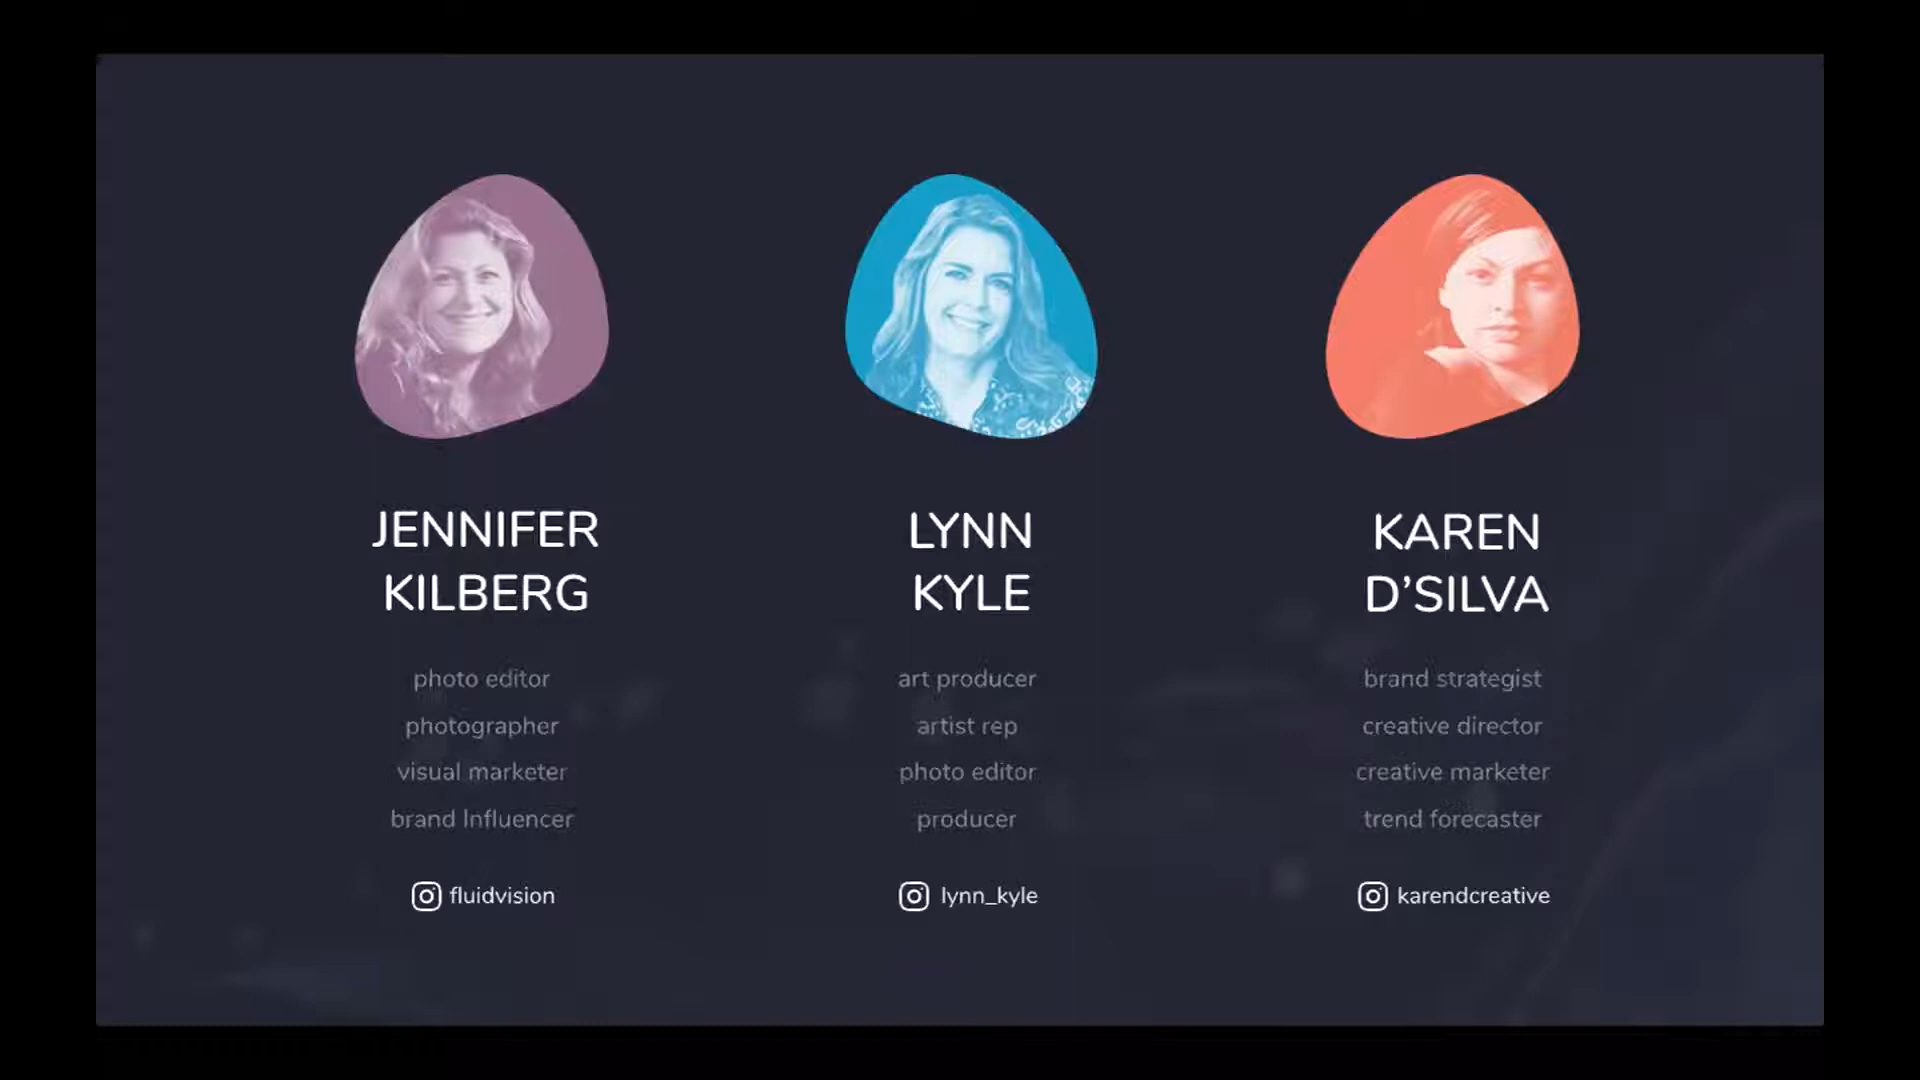 JENNIFER
KILBERG
photo editor
photographer
visual marketer
brand Influencer
fluidvision
LYNN
KYLE
art producer
artist rep
photo editor
producer
lynn_kyle
KAREN
D’SILVA
brand strategist
creative director
creative marketer
trend forecaster
karendcreative